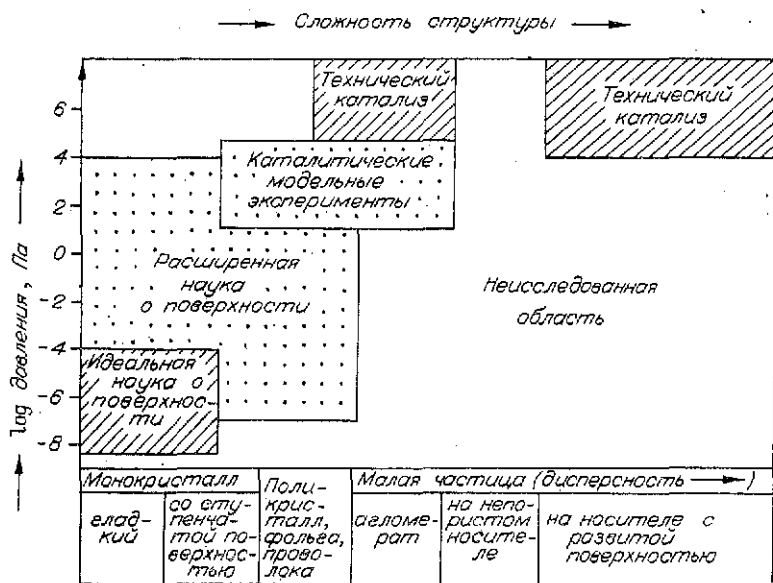 Сложность структуры
Технический
катализ
Технический
катализ
Каталитические
модельные
эксперименты
Расширенная
наука
о поверхности
Неисследованная
область
Идеальная
наука о
поверхнос-
ти
log давления, Па
6
4
2
0
-2
-4
-6
-8
Монокристалл
глад-
кий
со сту-
пенча-
той по-
верхнос-
тью
Поли-
крис-
талл,
фольга,
прово-
лока
Малая частица (дисперсность)
агломе-
рат
на непо-
ристом
носите-
ле
на носителе с
развитой
поверхностью